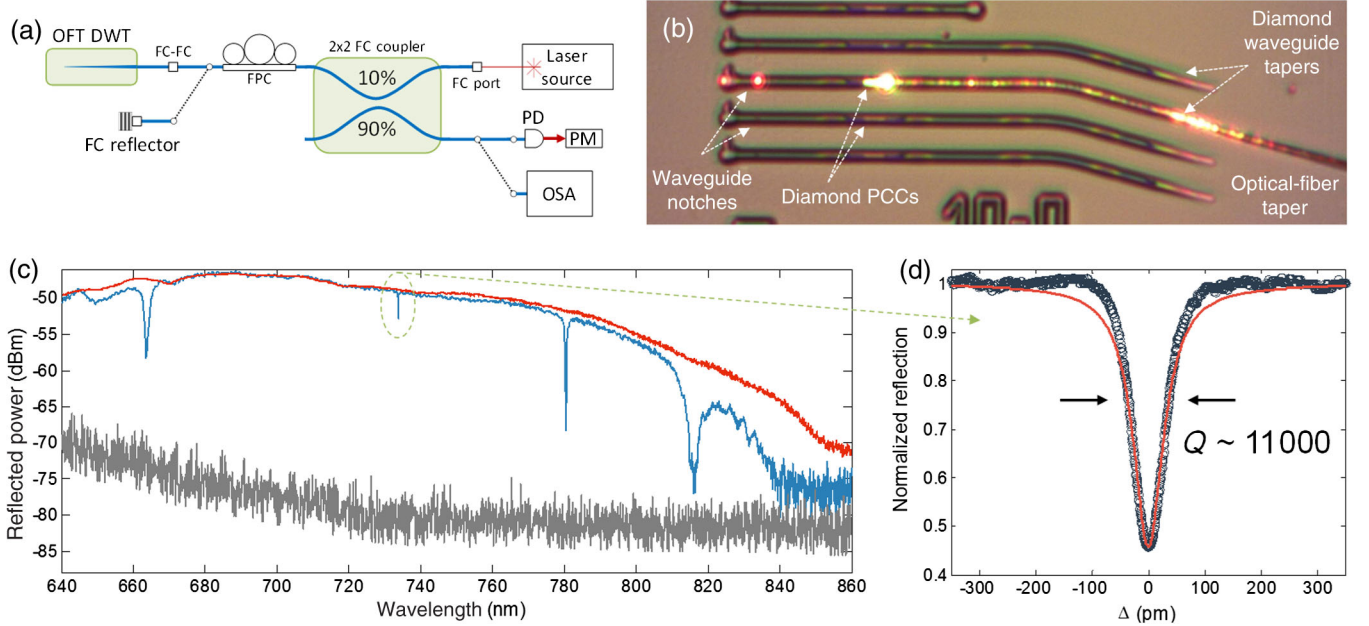 (a)
OFT DWT
FC-FC
FPC
2x2 FC coupler
10%
90%
FC port
Laser
source
FC reflector
PD
PM
OSA
(b)
Diamond
waveguide
tapers
Waveguide
notches
Diamond PCCs
Optical-fiber
taper
10-0
(c)
Reflected power (dBm)
-50
-55
-60
-65
-70
-75
-80
-85
640 660 680 700 720 740 760 780 800 820 840 860
Wavelength (nm)
(d)
Normalized reflection
1
0.9
0.8
0.7
0.6
0.5
0.4
Q ~ 11000
-300 -200 -100 0 100 200 300
Δ (pm)